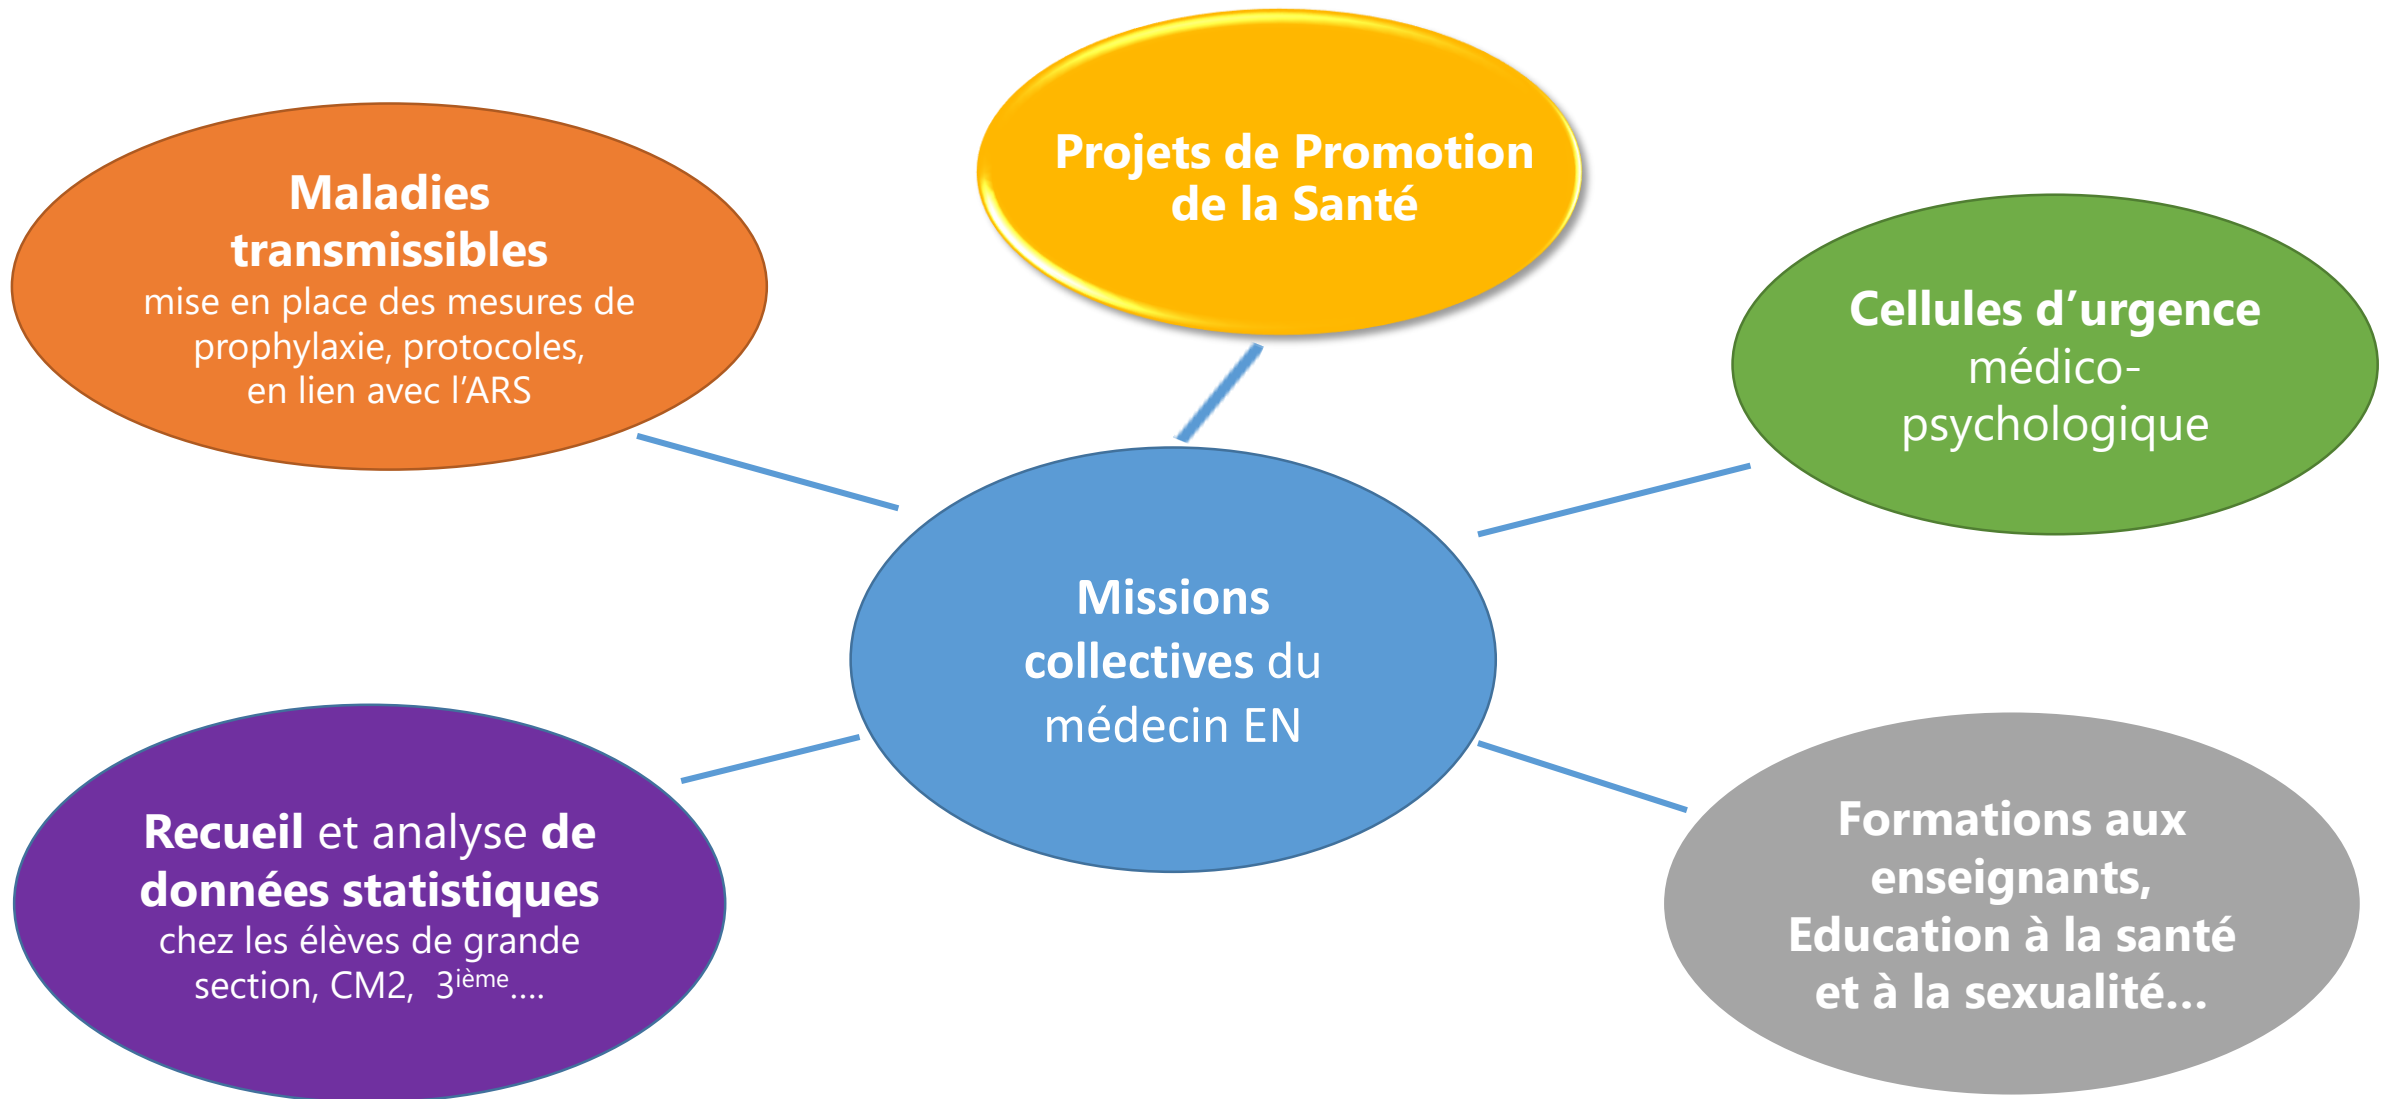 Projets de Promotion
de la Santé
Maladies
transmissibles
mise en place des mesures de
prophylaxie, protocoles,
en lien avec l’ARS
Cellules d’urgence
médico-
psychologique
Missions
collectives du
médecin EN
Recueil et analyse de
données statistiques
chez les élèves de grande
section, CM2, 3ième....
Formations aux
enseignants,
Education à la santé
et à la sexualité…